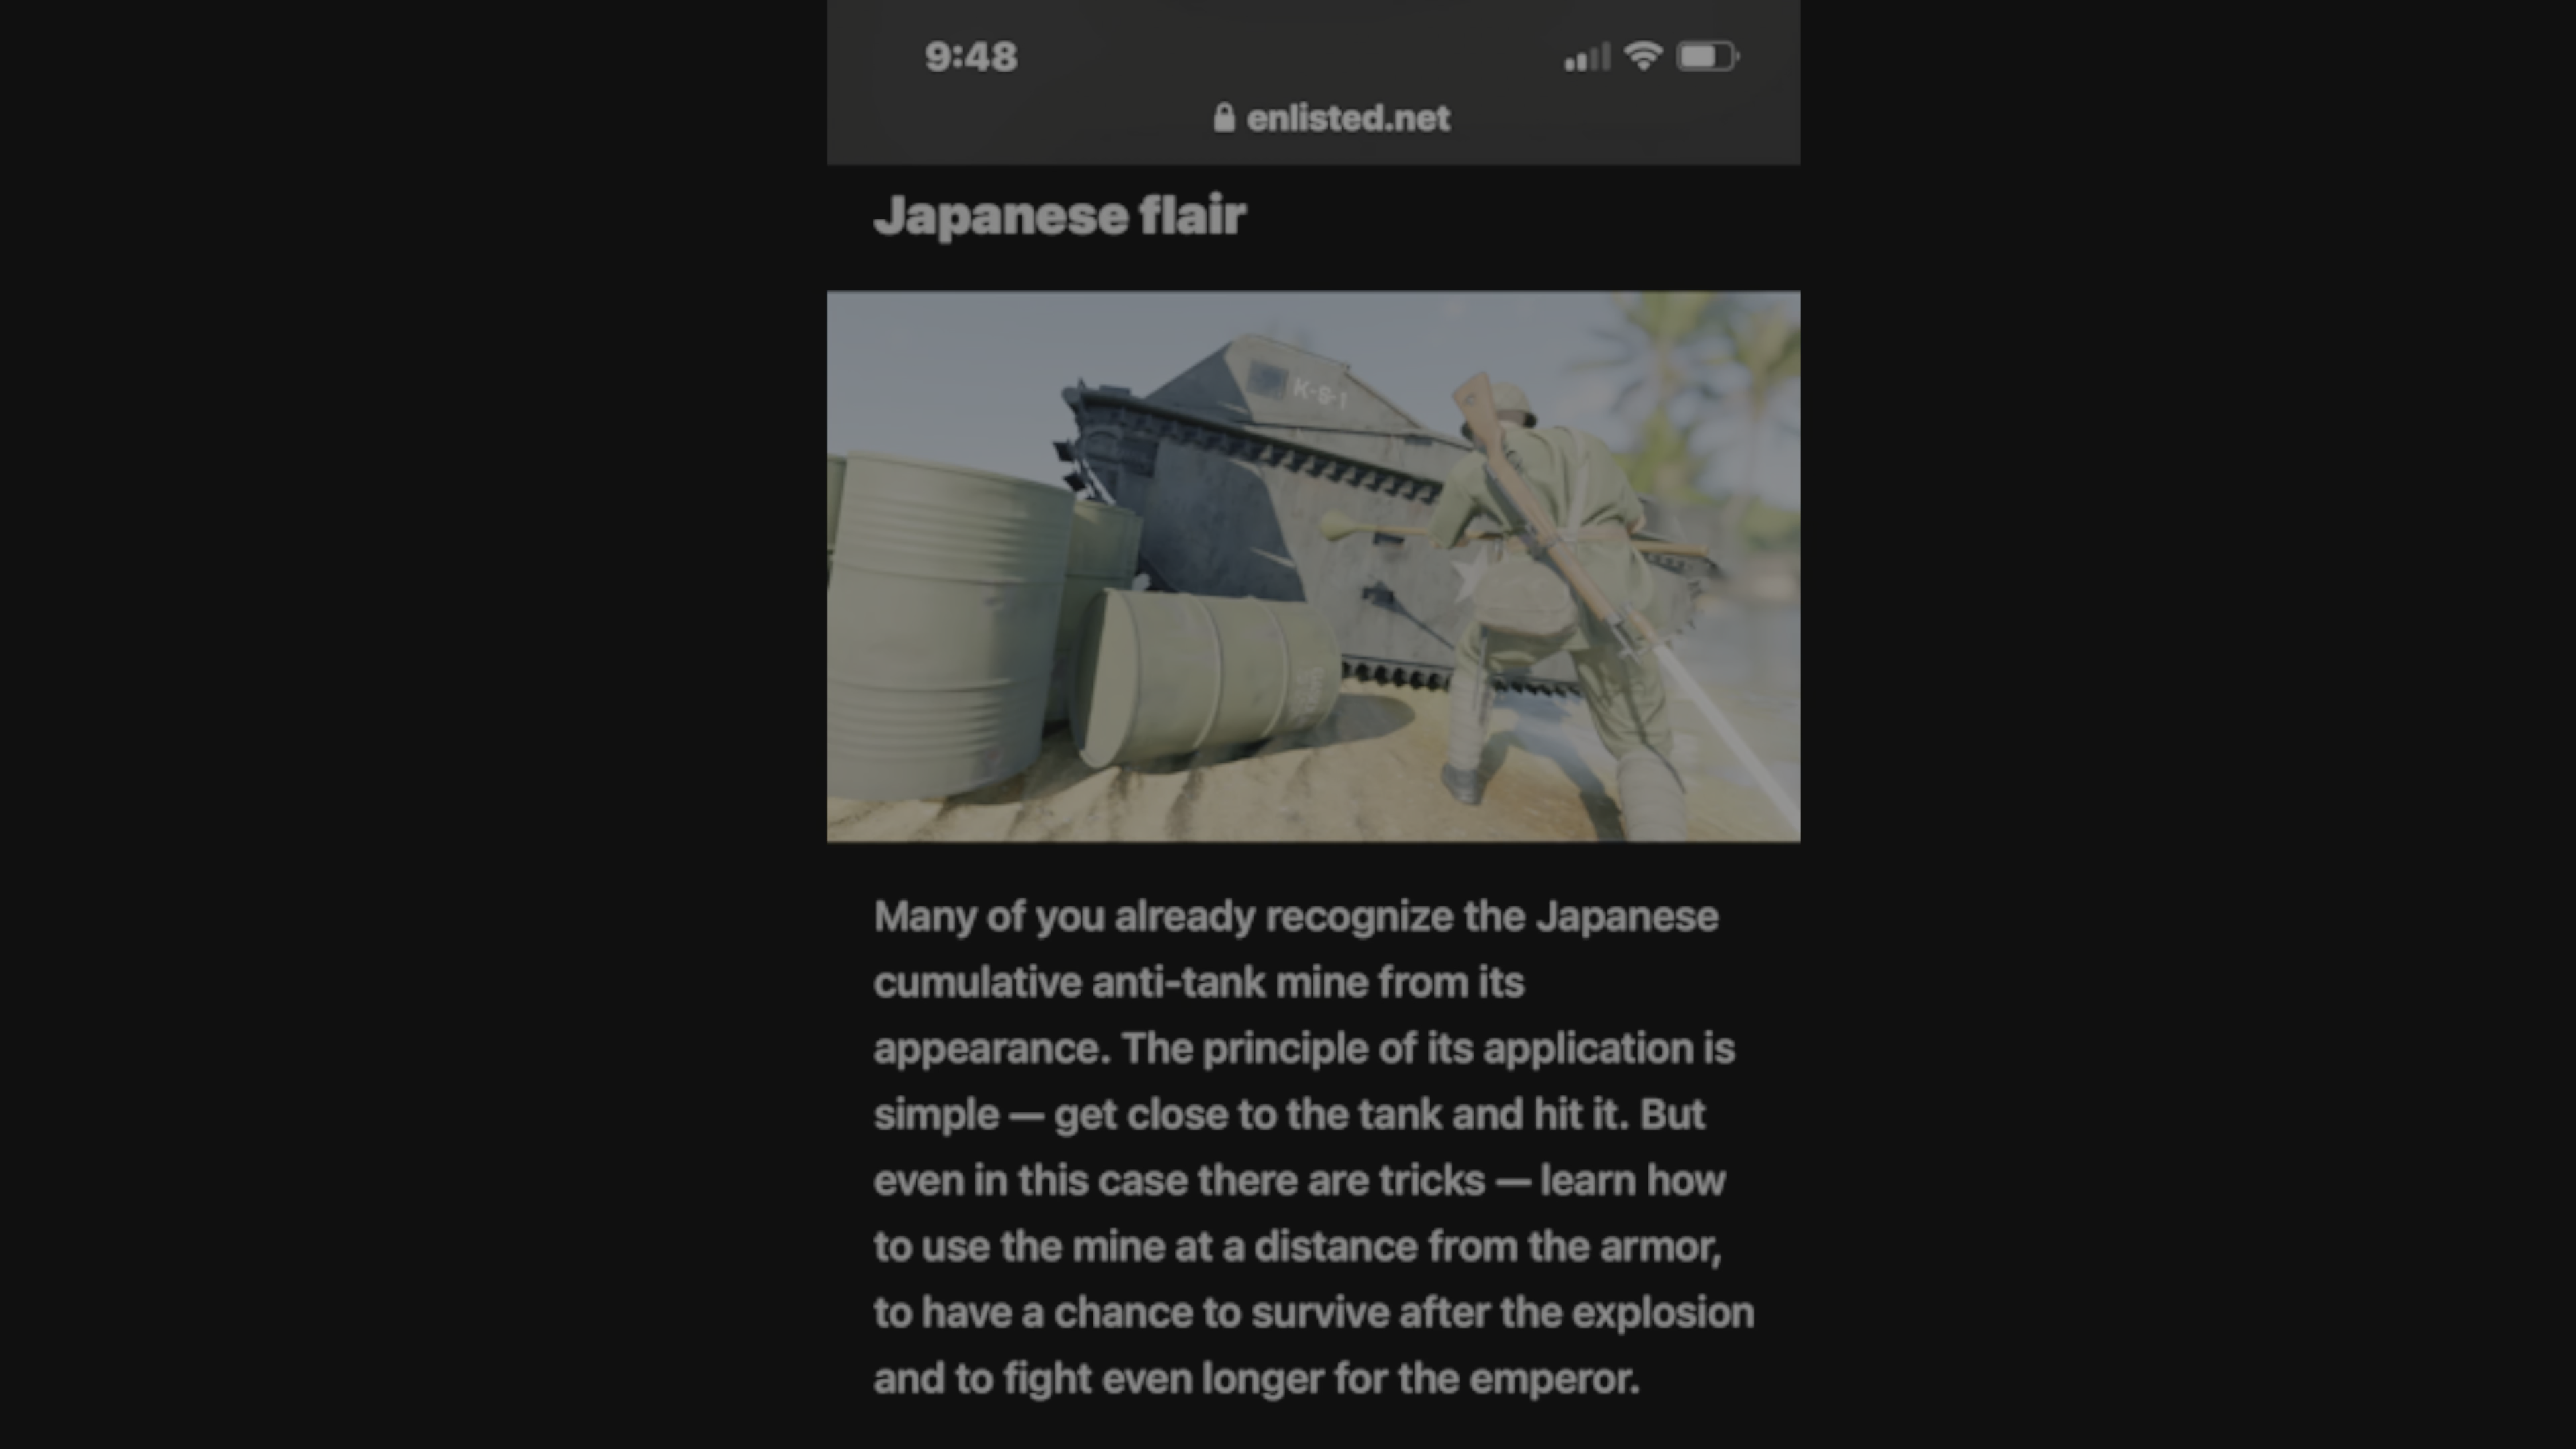 9:48
enlisted.net
Japanese flair
K-S-1
Many of you already recognize the Japanese
cumulative anti-tank mine from its
appearance. The principle of its application is
simple — get close to the tank and hit it. But
even in this case there are tricks — learn how
to use the mine at a distance from the armor,
to have a chance to survive after the explosion
and to fight even longer for the emperor.